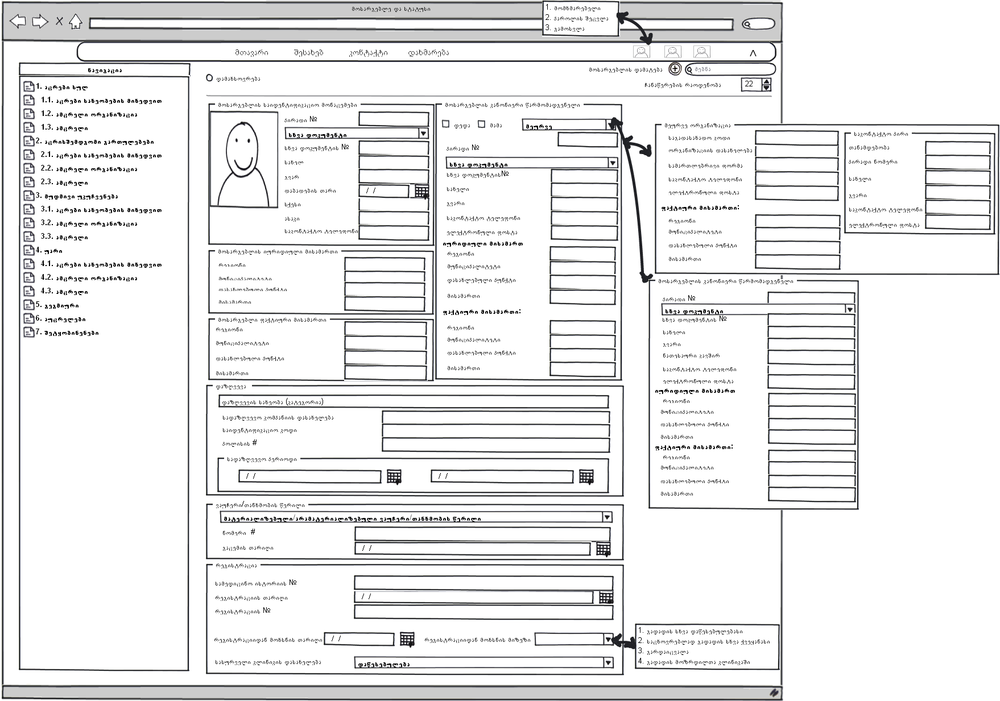 მოსარგებლე და სტატუსი
1. მომხმარებელი
2. პაროლის შეცვლა
3. გამოსვლა
მთავარი შესახებ კონტაქტი დახმარება
ნავიგაცია
1. აცრები სულ
1.1. აცრები სახეობების მიხედვით
1.2. ამცრელი ორგანიზაცია
1.3. ამცრელი
2. აცრისშემდგომი გართულებები
2.1. აცრები სახეობების მიხედვით
2.2. ამცრელი ორგანიზაცია
2.3. ამცრელი
3. მუდმივი უკუჩვენება
3.1. აცრები სახეობების მიხედვით
3.2. ამცრელი ორგანიზაცია
3.3. ამცრელი
4. უარი
4.1. აცრები სახეობების მიხედვით
4.2. ამცრელი ორგანიზაცია
4.3. ამცრელი
5. გეგმიური
6. აუცრელები
7. შეტყობინენები
დამახსოვრება
მოსარგებლის დამატება
მებნა
ჩანაწერების რაოდენობა 22
მოსარგებლის საიდენტიფიკაციო მონაცემები
პირადი №
სხვა დოკუმენტი
სხვა დოკუმენტის №
სახელ
გვარ
დაბადების თარი / /
სქესი
ასაკი
საკონტაქტო ტელეფონი
მოსარგებლის იურიდიული მისამართი
რეგიონი
მუნიციპალიტეტი
დასახლებული პუნქტი
მისამართი
მოსარგებლი ფაქტიური მისამართი
რეგიონი
მუნიციპალიტეტი
დასახლებული პუნქტი
მისამართი
მოსარგებლის კანონიერი წარმომადგენელი
დედა მამა მეურვე
პირადი №
სხვა დოკუმენტი
სხვა დოკუმენტის№
სახელი
გვარი
საკონტაქტო ტელეფონი
ელექტრონული ფოსტა
იურიდიული მისამართ
რეგიონი
მუნიციპალიტეტი
დასახლებული პუნქტი
მისამართი
ფაქტიური მისამართი:
რეგიონი
მუნიციპალიტეტი
დასახლებული პუნქტი
მისამართი
მეურვე ორგანიზაცია
საგადასახადო კოდი
ორგანიზაციის დასახელება
სამართლებრივი ფორმა
საკონტაქტო ტელეფონი
ელექტრონული ფოსტა
ფაქტიური მისამართი:
რეგიონი
მუნიციპალიტეტი
დასახლებული პუნქტი
მისამართი
საკონტაქტო პირი
თანამდებობა
პირადი ნომერი
სახელი
გვარი
საკონტაქტო ტელეფონი
ელექტრონული ფოსტა
მოსარგებლის კანონიერი წარმომადგენელი
პირადი №
სხვა დოკუმენტი
სხვა დოკუმენტის №
სახელი
გვარი
ნათესაური კავშირ
საკონტაქტო ტელეფონი
ელექტრონული ფოსტა
იურიდიული მისამართ
რეგიონი
მუნიციპალიტეტი
დასახლებული პუნქტი
მისამართი
ფაქტიური მისამართი:
რეგიონი
მუნიციპალიტეტი
დასახლებული პუნქტი
მისამართი
დაზღვევა
დაზღვევის სახეობა (კატეგორია)
სადაზღვევო კომპანიის დასახელება
საიდენტიფიკაციო კოდი
პოლისის #
სადაზღვევო პერიოდი
/ / / /
ვაუჩერი/თანხმობის წერილი
მატერიალიზებული/არამატერიალიზებული ვაუჩერი/თანხმობის წერილი
ნომერი #
გაცემის თარიღი / /
რეგისტრაცია
სამედიცინო ისტორიის №
რეგისტრაციის თარიღი / /
რეგისტრაციის №
რეგისტრაციიდან მოხსნის თარიღი / / რეგისტრაციიდან მოხსნის მიზეზი
სასურველი კლინიკის დასახელება დაწესებულება
1. გადადის სხვა დაწესებულებასი
2. საცხოვრებლად გადადის სხვა ქვეყანასი
3. გარდაიცვალა
4. გადადის მოზრდილთა კლინიკაში